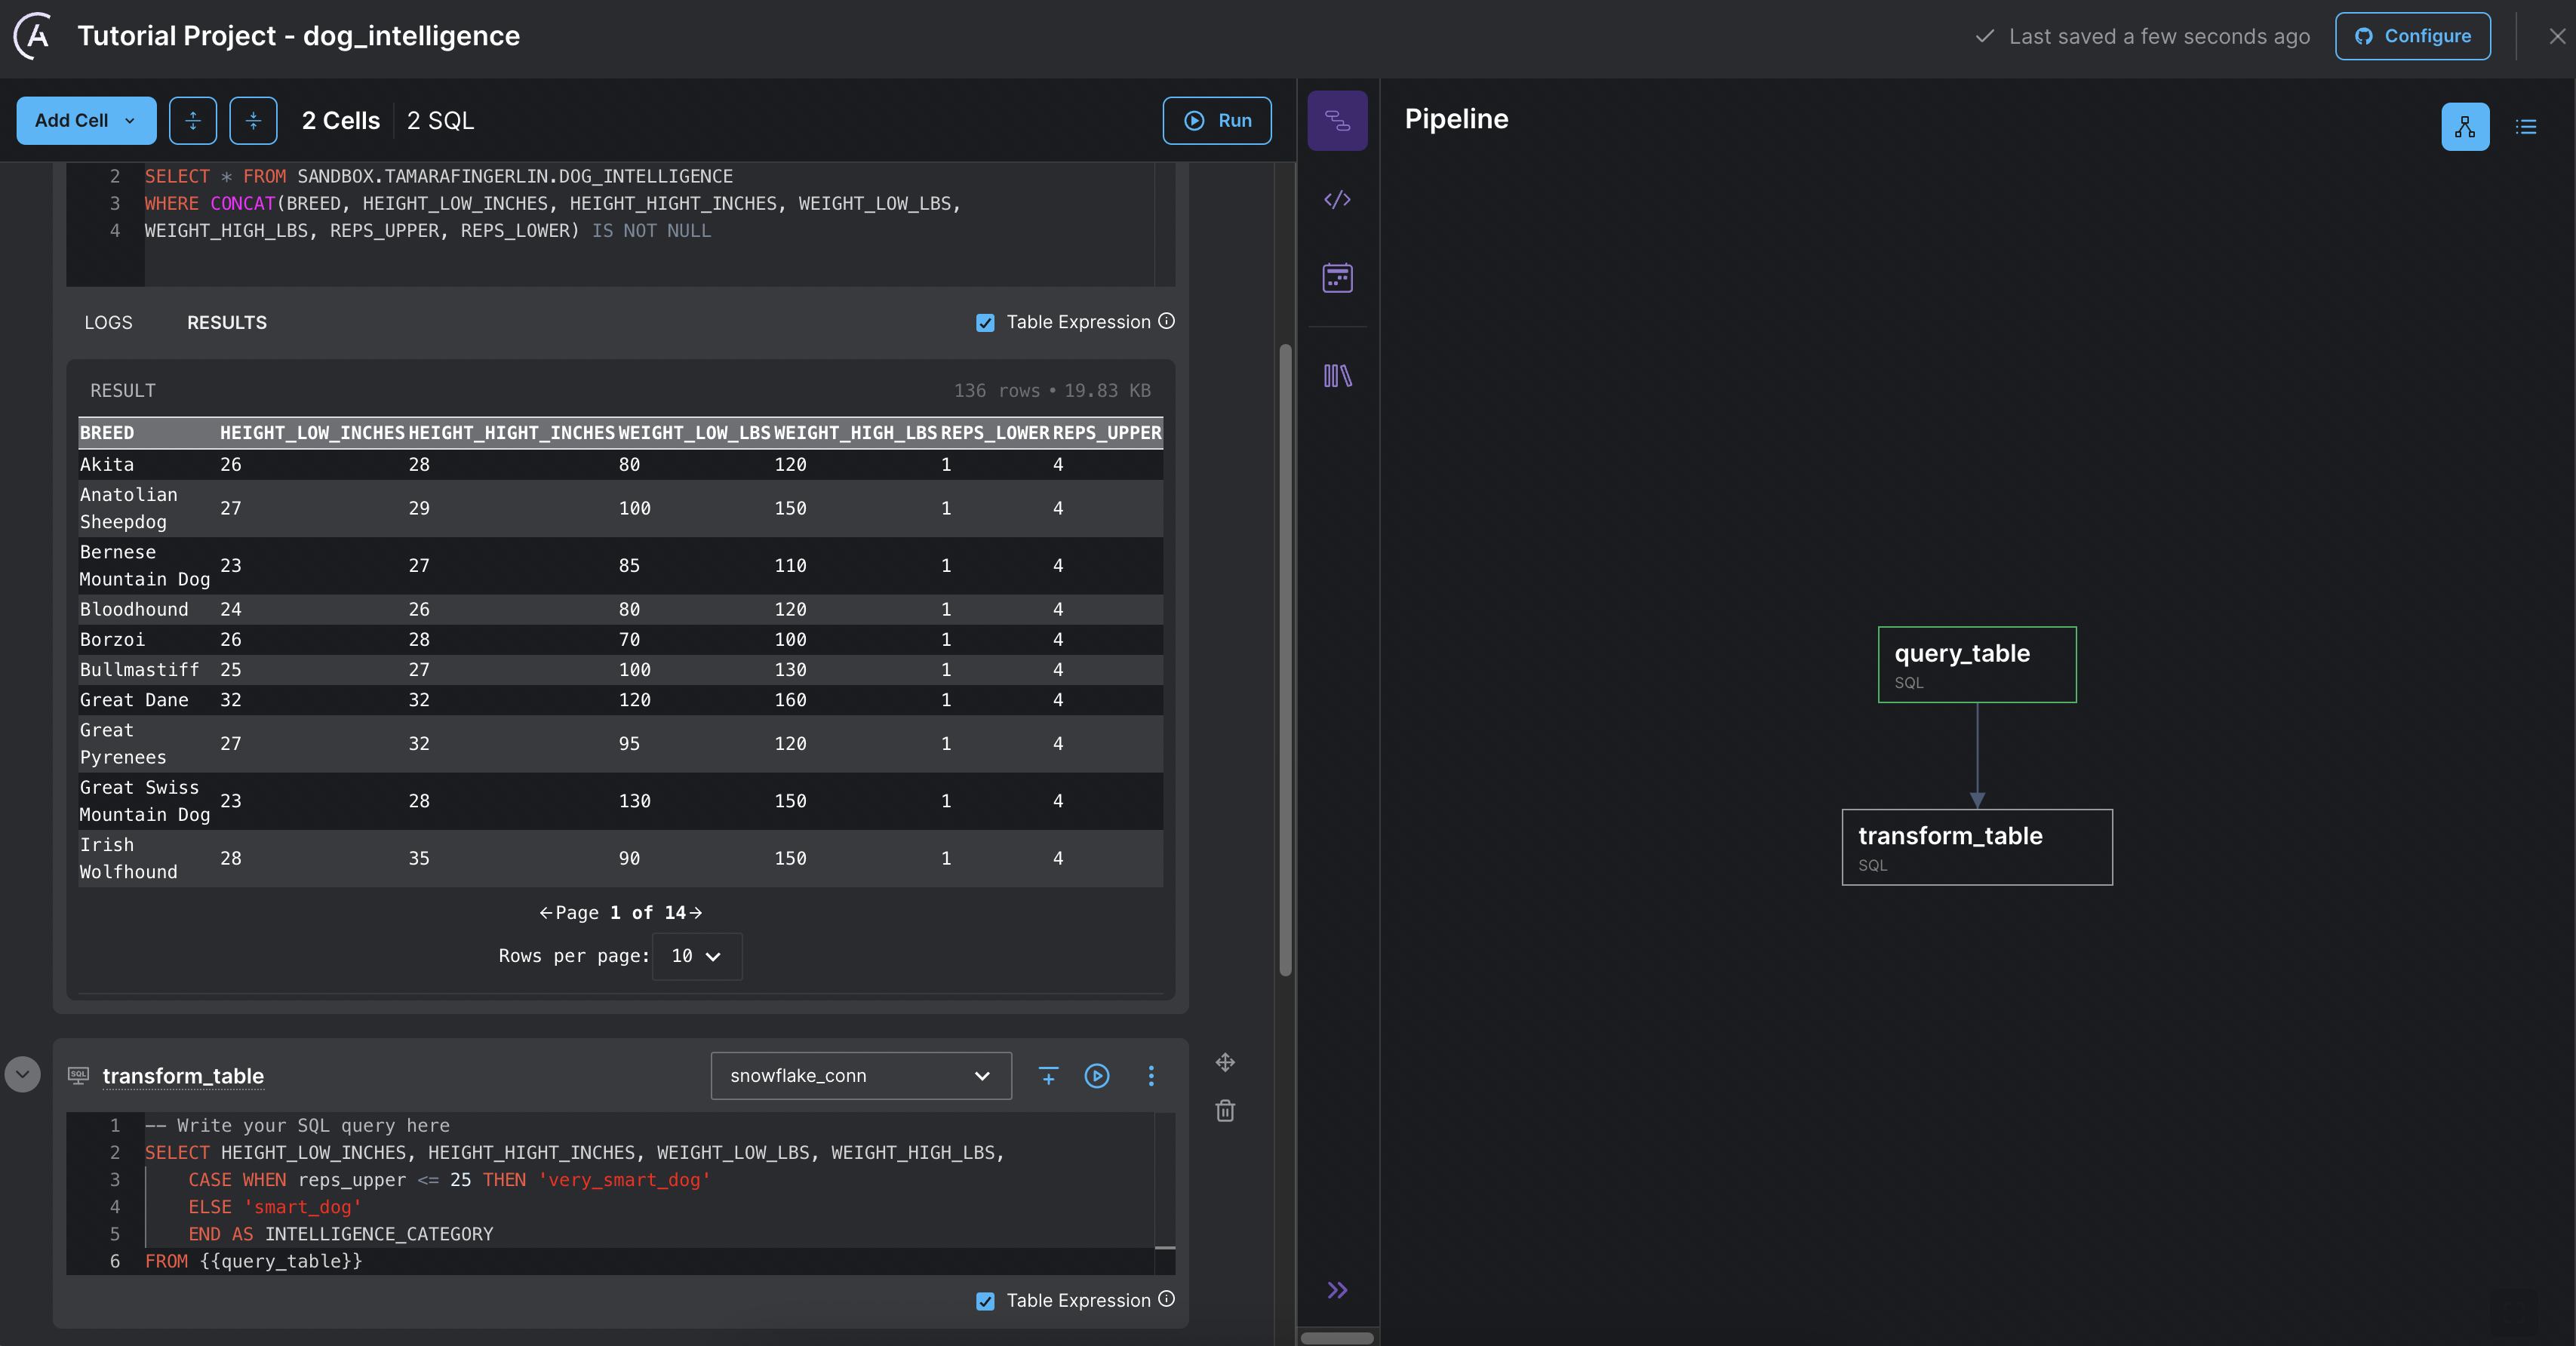 Tutorial Project - dog_intelligence
Last saved a few seconds ago
Configure
Add Cell
2 Cells
2 SQL
Run
2 SELECT * FROM SANDBOX.TAMARAFINGERLIN.DOG_INTELLIGENCE
3 WHERE CONCAT(BREED, HEIGHT_LOW_INCHES, HEIGHT_HIGHT_INCHES, WEIGHT_LOW_LBS,
4 WEIGHT_HIGH_LBS, REPS_UPPER, REPS_LOWER) IS NOT NULL
LOGS RESULTS Table Expression
RESULT 136 rows • 19.83 KB
BREED HEIGHT_LOW_INCHES HEIGHT_HIGHT_INCHES WEIGHT_LOW_LBS WEIGHT_HIGH_LBS REPS_LOWER REPS_UPPER
Akita 26 28 80 120 1 4
Anatolian
Sheepdog 27 29 100 150 1 4
Bernese
Mountain Dog 23 27 85 110 1 4
Bloodhound 24 26 80 120 1 4
Borzoi 26 28 70 100 1 4
Bullmastiff 25 27 100 130 1 4
Great Dane 32 32 120 160 1 4
Great
Pyrenees 27 32 95 120 1 4
Great Swiss
Mountain Dog 23 28 130 150 1 4
Irish
Wolfhound 28 35 90 150 1 4
←Page 1 of 14→
Rows per page: 10
SQL transform_table snowflake_conn
1 -- Write your SQL query here
2 SELECT HEIGHT_LOW_INCHES, HEIGHT_HIGHT_INCHES, WEIGHT_LOW_LBS, WEIGHT_HIGH_LBS,
3 CASE WHEN reps_upper <= 25 THEN 'very_smart_dog'
4 ELSE 'smart_dog'
5 END AS INTELLIGENCE_CATEGORY
6 FROM {{query_table}}
Table Expression
Pipeline
query_table
SQL
transform_table
SQL